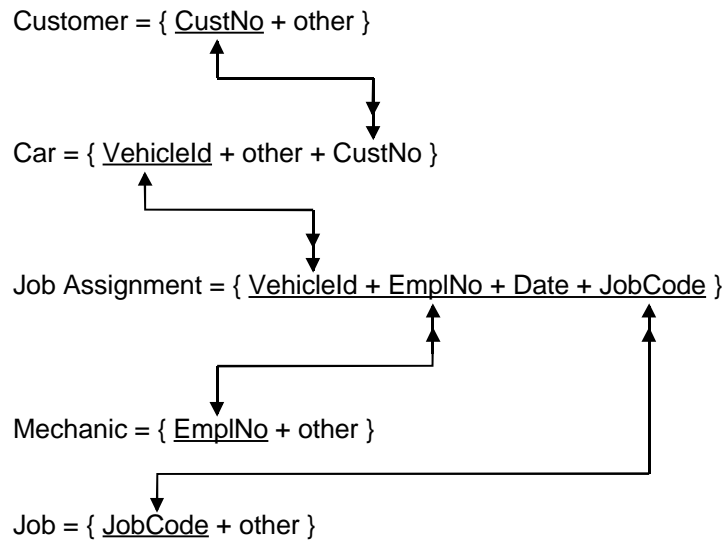 Customer = { CustNo + other }
Car = { VehicleId + other + CustNo }
Job Assignment = { VehicleId + EmplNo + Date + JobCode }
Mechanic = { EmplNo + other }
Job = { JobCode + other }